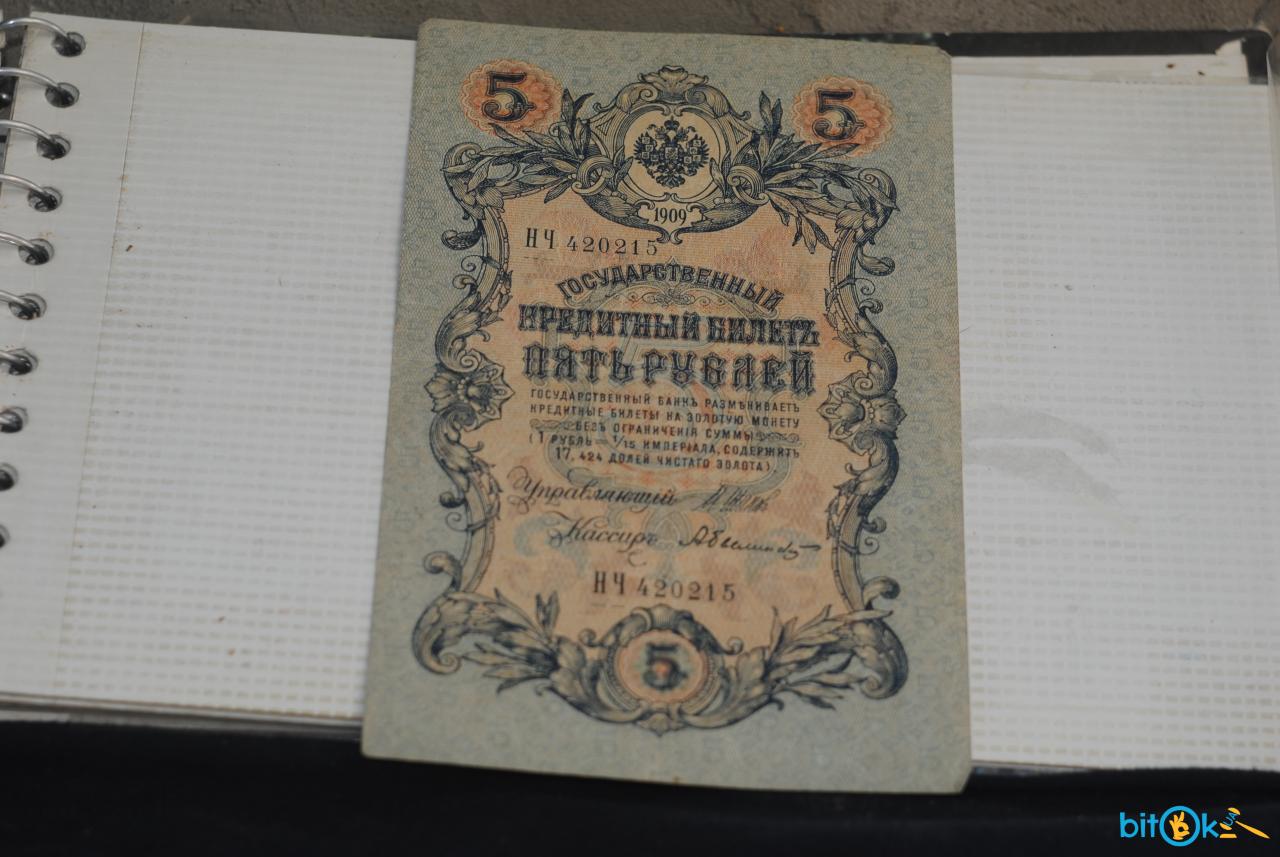 5 5
1909
НЧ 420215
ГОСУДАРСТВЕННЫЙ
КРЕДИТНЫЙ БИЛЕТЪ
ПЯТЬ РУБЛЕЙ
ГОСУДАРСТВЕННЫЙ БАНКЪ РАЗМѢНИВАЕТЪ
КРЕДИТНЫЕ БИЛЕТЫ НА ЗОЛОТУЮ МОНЕТУ
БЕЗЪ ОГРАНИЧЕНІЯ СУММЫ
(1 РУБЛЬ = 1/15 ИМПЕРІАЛА, СОДЕРЖИТЪ
17,424 ДОЛЕЙ ЧИСТАГО ЗОЛОТА)
Управляющій
Кассиръ
НЧ 420215
5
bitOk UA